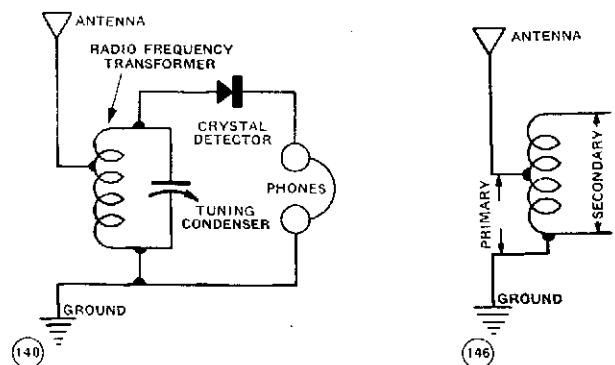 ANTENNA
RADIO FREQUENCY
TRANSFORMER
CRYSTAL
DETECTOR
PHONES
TUNING
CONDENSER
GROUND
140
ANTENNA
PRIMARY
SECONDARY
GROUND
146